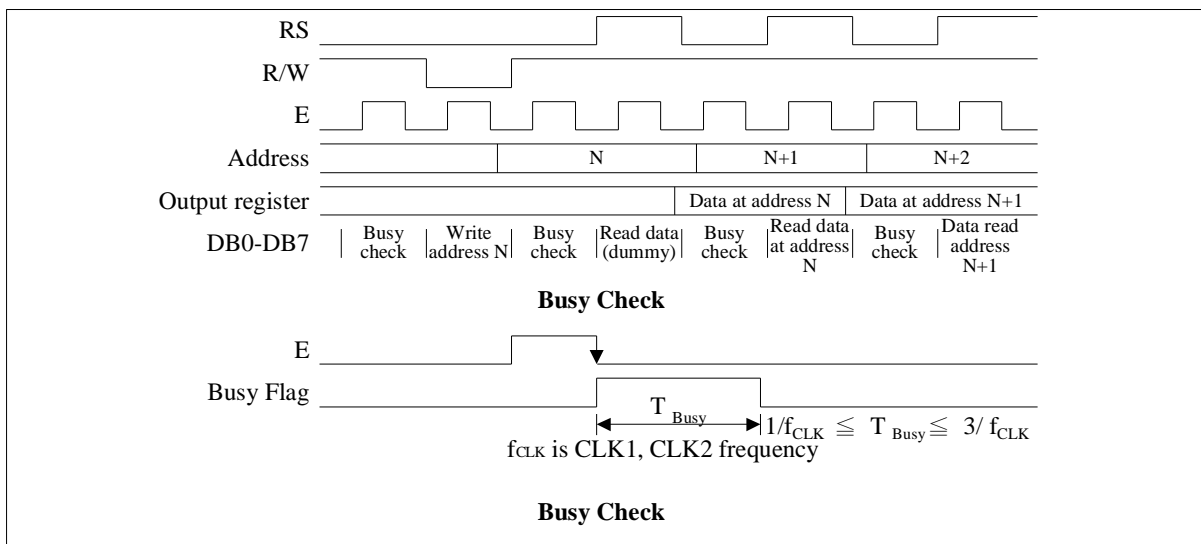 RS
R/W
E
Address N N+1 N+2
Output register Data at address N Data at address N+1
DB0-DB7 Busy check Write address N Busy check Read data (dummy) Busy check Read data at address N Busy check Data read address N+1
Busy Check
E
Busy Flag
T Busy 1/fCLK ≦ T Busy ≦ 3/ fCLK
fCLK is CLK1, CLK2 frequency
Busy Check